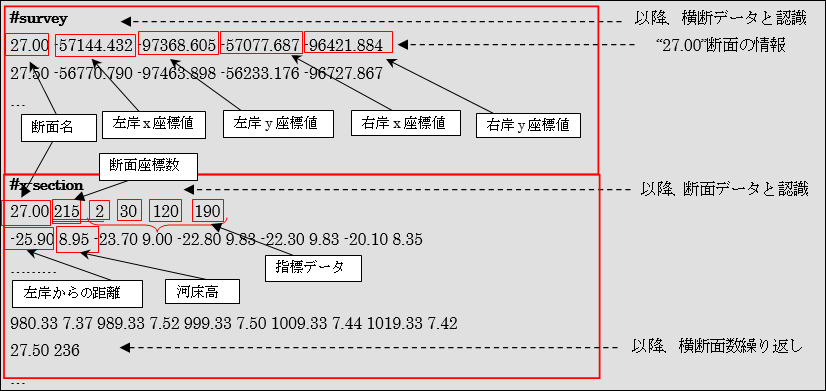 #survey
以降、横断データと認識
27.00 -57144.432 -97368.605 -57077.687 -96421.884
“27.00”断面の情報
27.50 -56770.790 -97463.898 -56233.176 -96727.867
…
断面名
左岸ｘ座標値
左岸ｙ座標値
右岸ｘ座標値
右岸ｙ座標値
断面座標数
#x section
以降、断面データと認識
27.00 215 2 30 120 190
-25.90 8.95 -23.70 9.00 -22.80 9.83 -22.30 9.83 -20.10 8.35
指標データ
………
左岸からの距離
河床高
980.33 7.37 989.33 7.52 999.33 7.50 1009.33 7.44 1019.33 7.42
27.50 236
以降、横断面数繰り返し
…